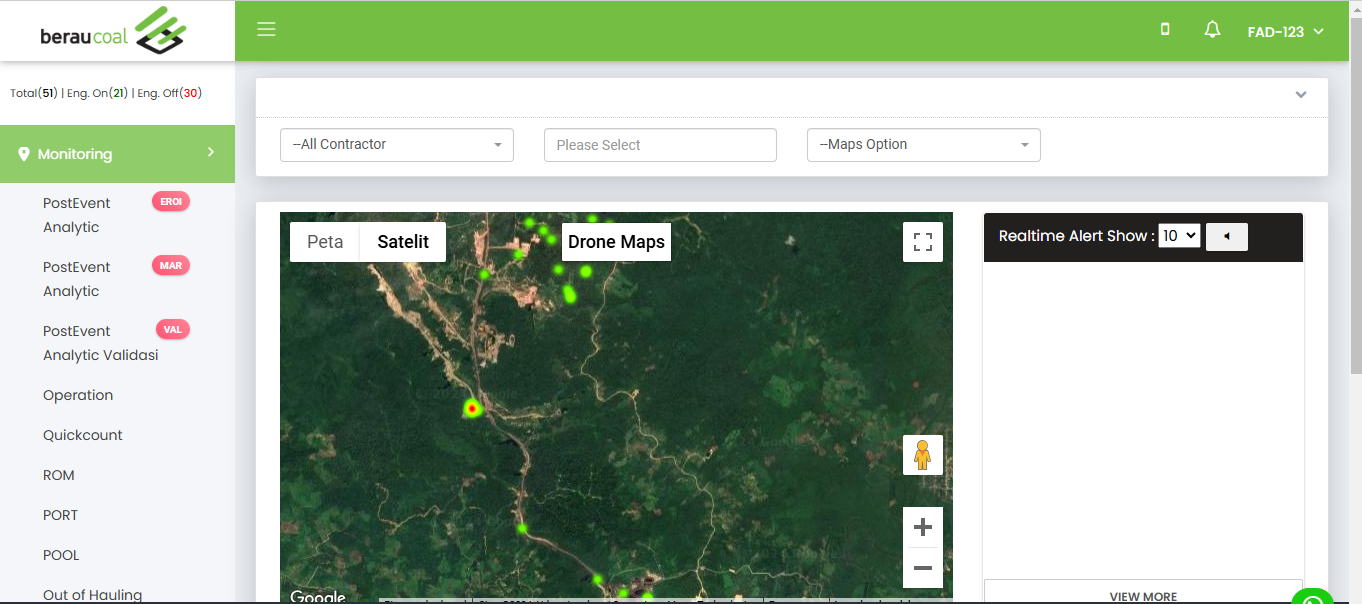 beraucoal
FAD-123
Total(51) | Eng. On(21) | Eng. Off(30)
--All Contractor
Please Select
--Maps Option
Monitoring
PostEvent
Analytic
EROI
PostEvent
Analytic
MAR
PostEvent
Analytic Validasi
VAL
Operation
Quickcount
ROM
PORT
POOL
Out of Hauling
Peta
Satelit
Drone Maps
Google
Realtime Alert Show :
10
VIEW MORE